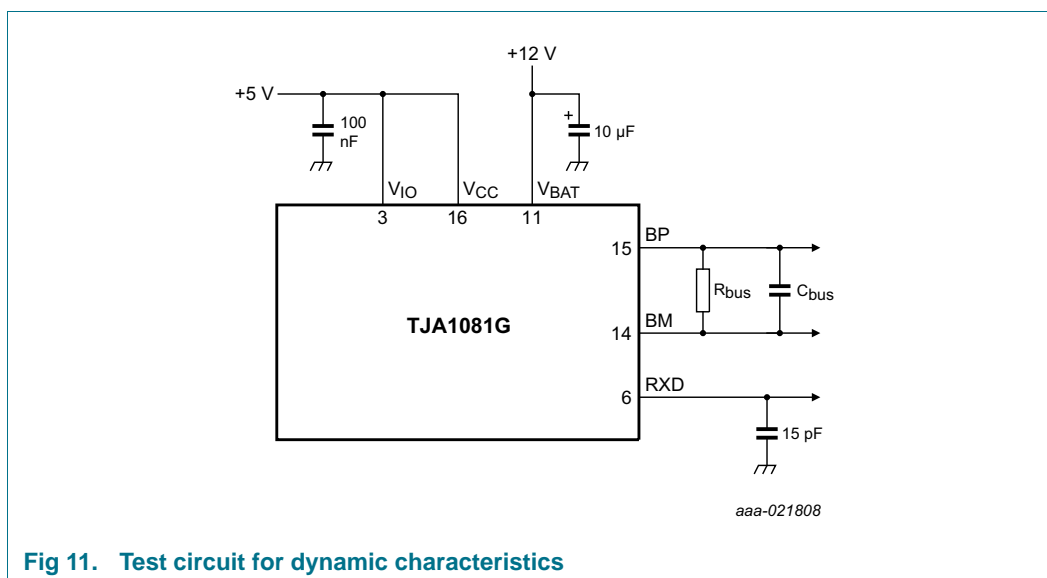 +12 V
+5 V
100
nF
+
10 µF
VIO
VCC
VBAT
3
16
11
15
BP
Rbus
Cbus
TJA1081G
14
BM
6
RXD
15 pF
aaa-021808
Fig 11. Test circuit for dynamic characteristics